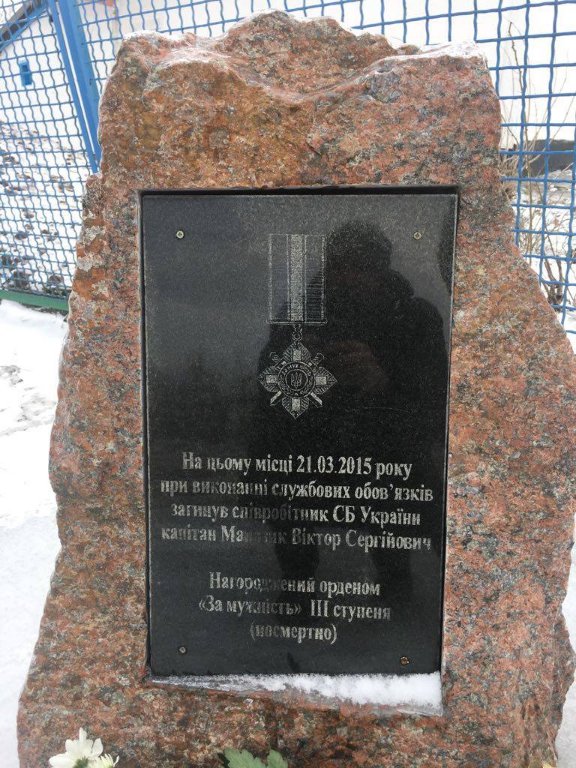 На цьому місці 21.03.2015 року
при виконанні службових обов’язків
загинув співробітник СБ України
капітан Віктор Сергійович
Нагороджений орденом
«За мужність» ІІІ ступеня
(посмертно)